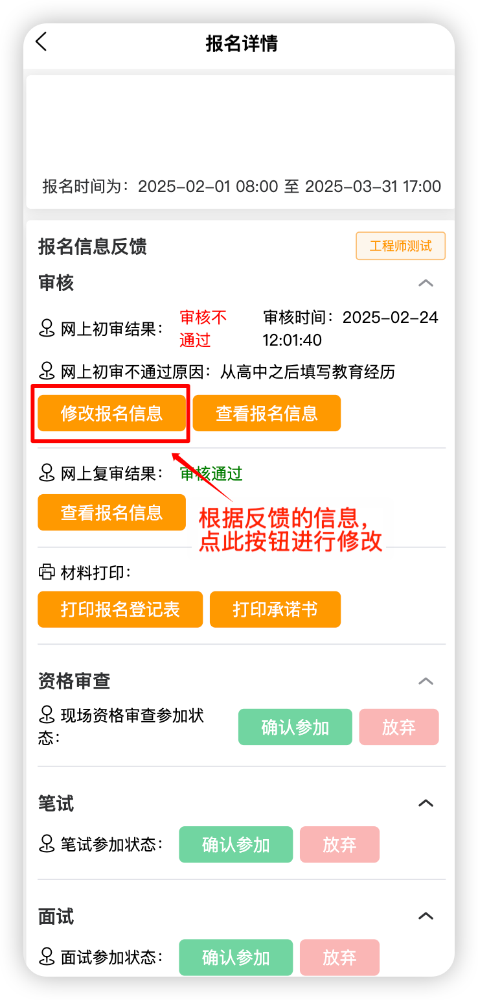 报名详情
报名时间为：2025-02-01 08:00 至 2025-03-31 17:00
报名信息反馈
工程师测试
审核
网上初审结果：
审核不
通过
审核时间：2025-02-24
12:01:40
网上初审不通过原因：从高中之后填写教育经历
修改报名信息
查看报名信息
网上复审结果：
审核通过
查看报名信息
根据反馈的信息，
点此按钮进行修改
材料打印：
打印报名登记表
打印承诺书
资格审查
现场资格审查参加状
态：
确认参加
放弃
笔试
笔试参加状态：
确认参加
放弃
面试
面试参加状态：
确认参加
放弃